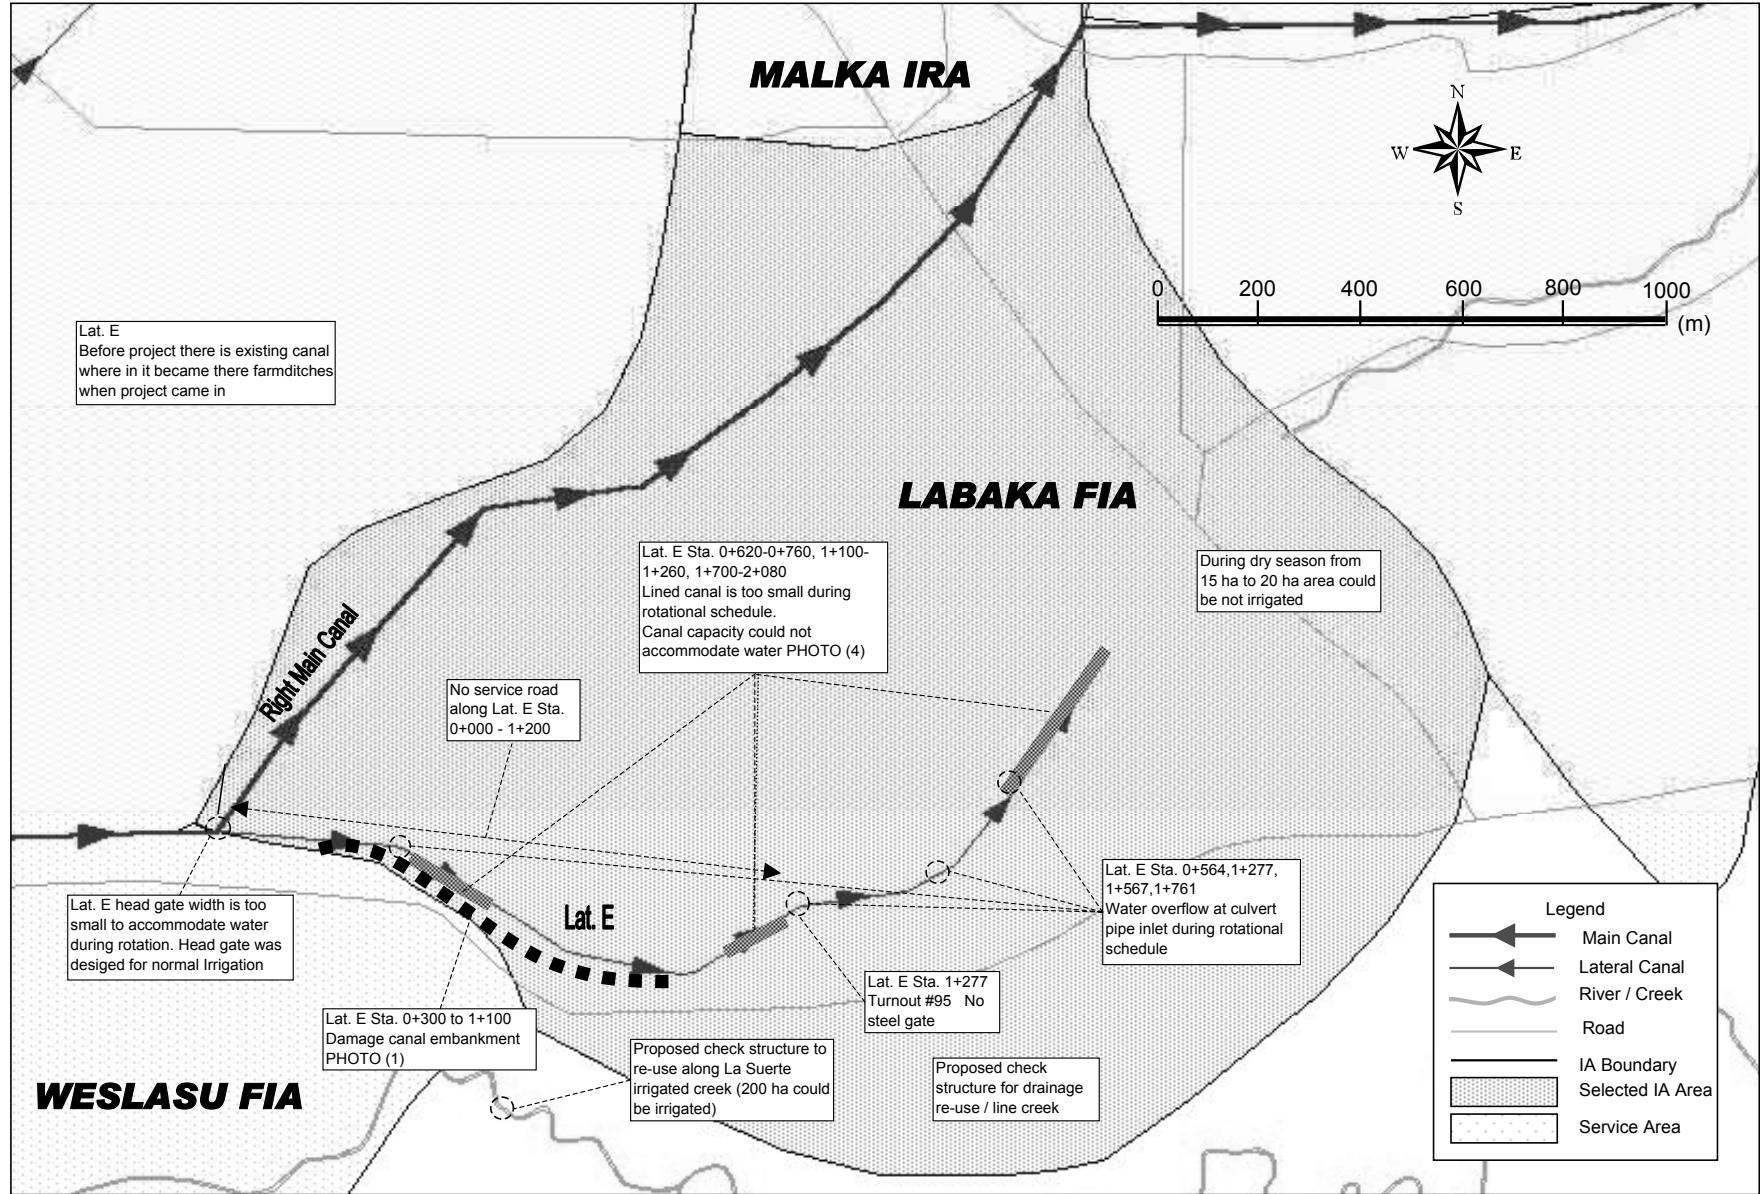 MALKA IRA
N
W
E
S
0
200
400
600
800
1000
(m)
Lat. E
Before project there is existing canal
where in it became there farmditches
when project came in
LABAKA FIA
Lat. E Sta. 0+620-0+760, 1+100-
1+260, 1+700-2+080
Lined canal is too small during
rotational schedule.
Canal capacity could not
accommodate water PHOTO (4)
During dry season from
15 ha to 20 ha area could
be not irrigated
Right Main Canal
No service road
along Lat. E Sta.
0+000 - 1+200
Lat. E head gate width is too
small to accommodate water
during rotation. Head gate was
desiged for normal Irrigation
Lat. E
Lat. E Sta. 0+564,1+277,
1+567,1+761
Water overflow at culvert
pipe inlet during rotational
schedule
Lat. E Sta. 1+277
Turnout #95 No
steel gate
Lat. E Sta. 0+300 to 1+100
Damage canal embankment
PHOTO (1)
Proposed check structure to
re-use along La Suerte
irrigated creek (200 ha could
be irrigated)
Proposed check
structure for drainage
re-use / line creek
WESLASU FIA
Legend
Main Canal
Lateral Canal
River / Creek
Road
IA Boundary
Selected IA Area
Service Area